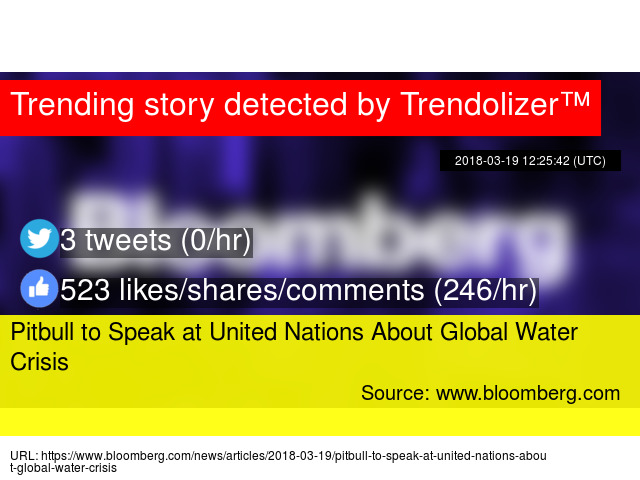 Trending story detected by Trendolizer™
2018-03-19 12:25:42 (UTC)
Bloomberg
3 tweets (0/hr)
523 likes/shares/comments (246/hr)
Pitbull to Speak at United Nations About Global Water
Crisis
Source: www.bloomberg.com
URL: https://www.bloomberg.com/news/articles/2018-03-19/pitbull-to-speak-at-united-nations-abou
t-global-water-crisis